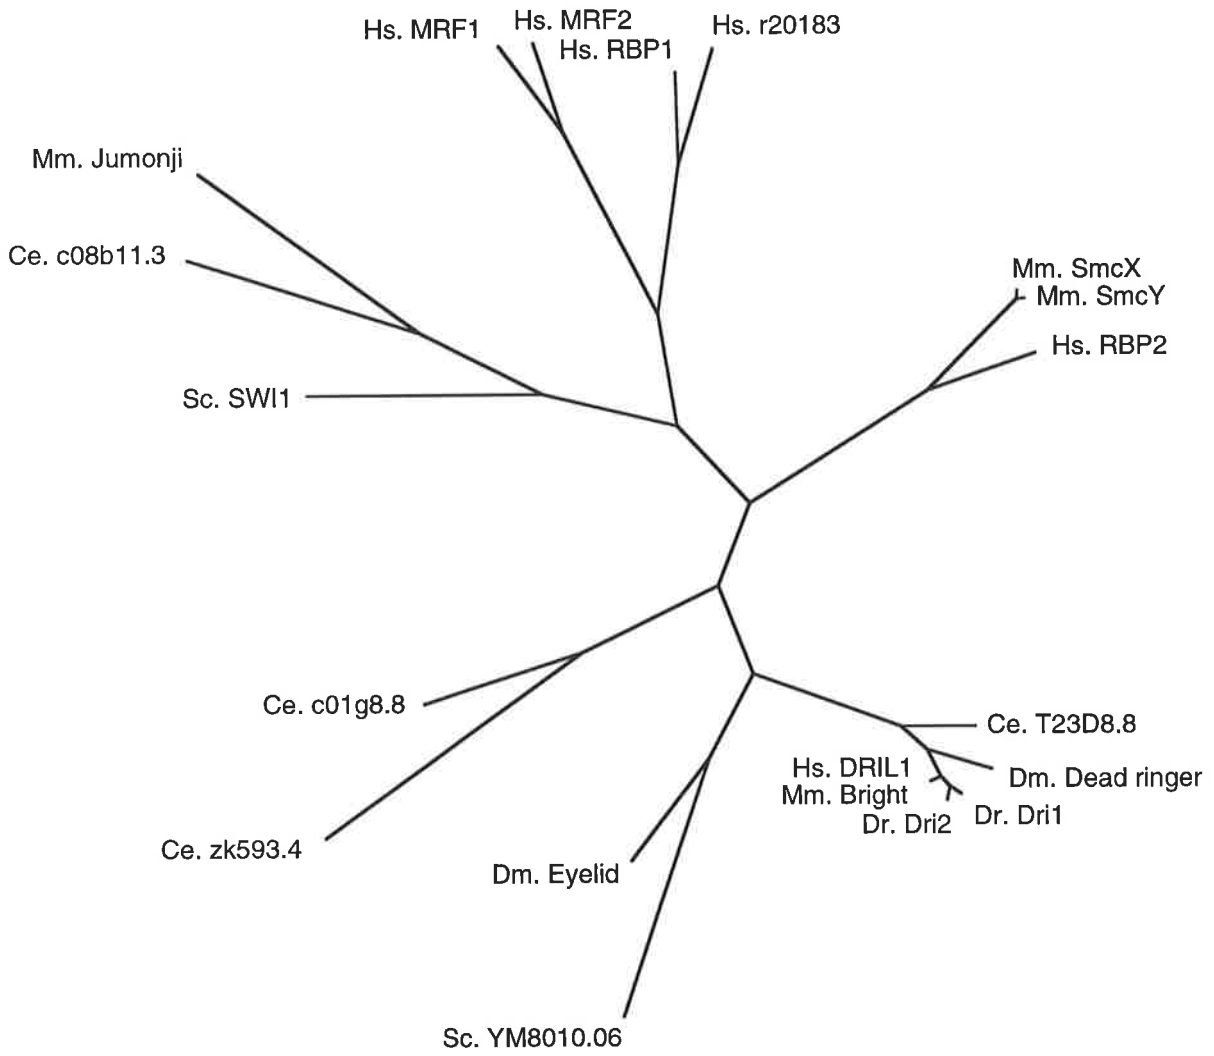 Hs. MRF1
Hs. MRF2
Hs. r20183
Hs. RBP1
Mm. Jumonji
Ce. c08b11.3
Mm. SmcX
Mm. SmcY
Hs. RBP2
Sc. SWI1
Ce. c01g8.8
Ce. T23D8.8
Hs. DRIL1
Dm. Dead ringer
Mm. Bright
Dr. Dri2
Dr. Dri1
Ce. zk593.4
Dm. Eyelid
Sc. YM8010.06